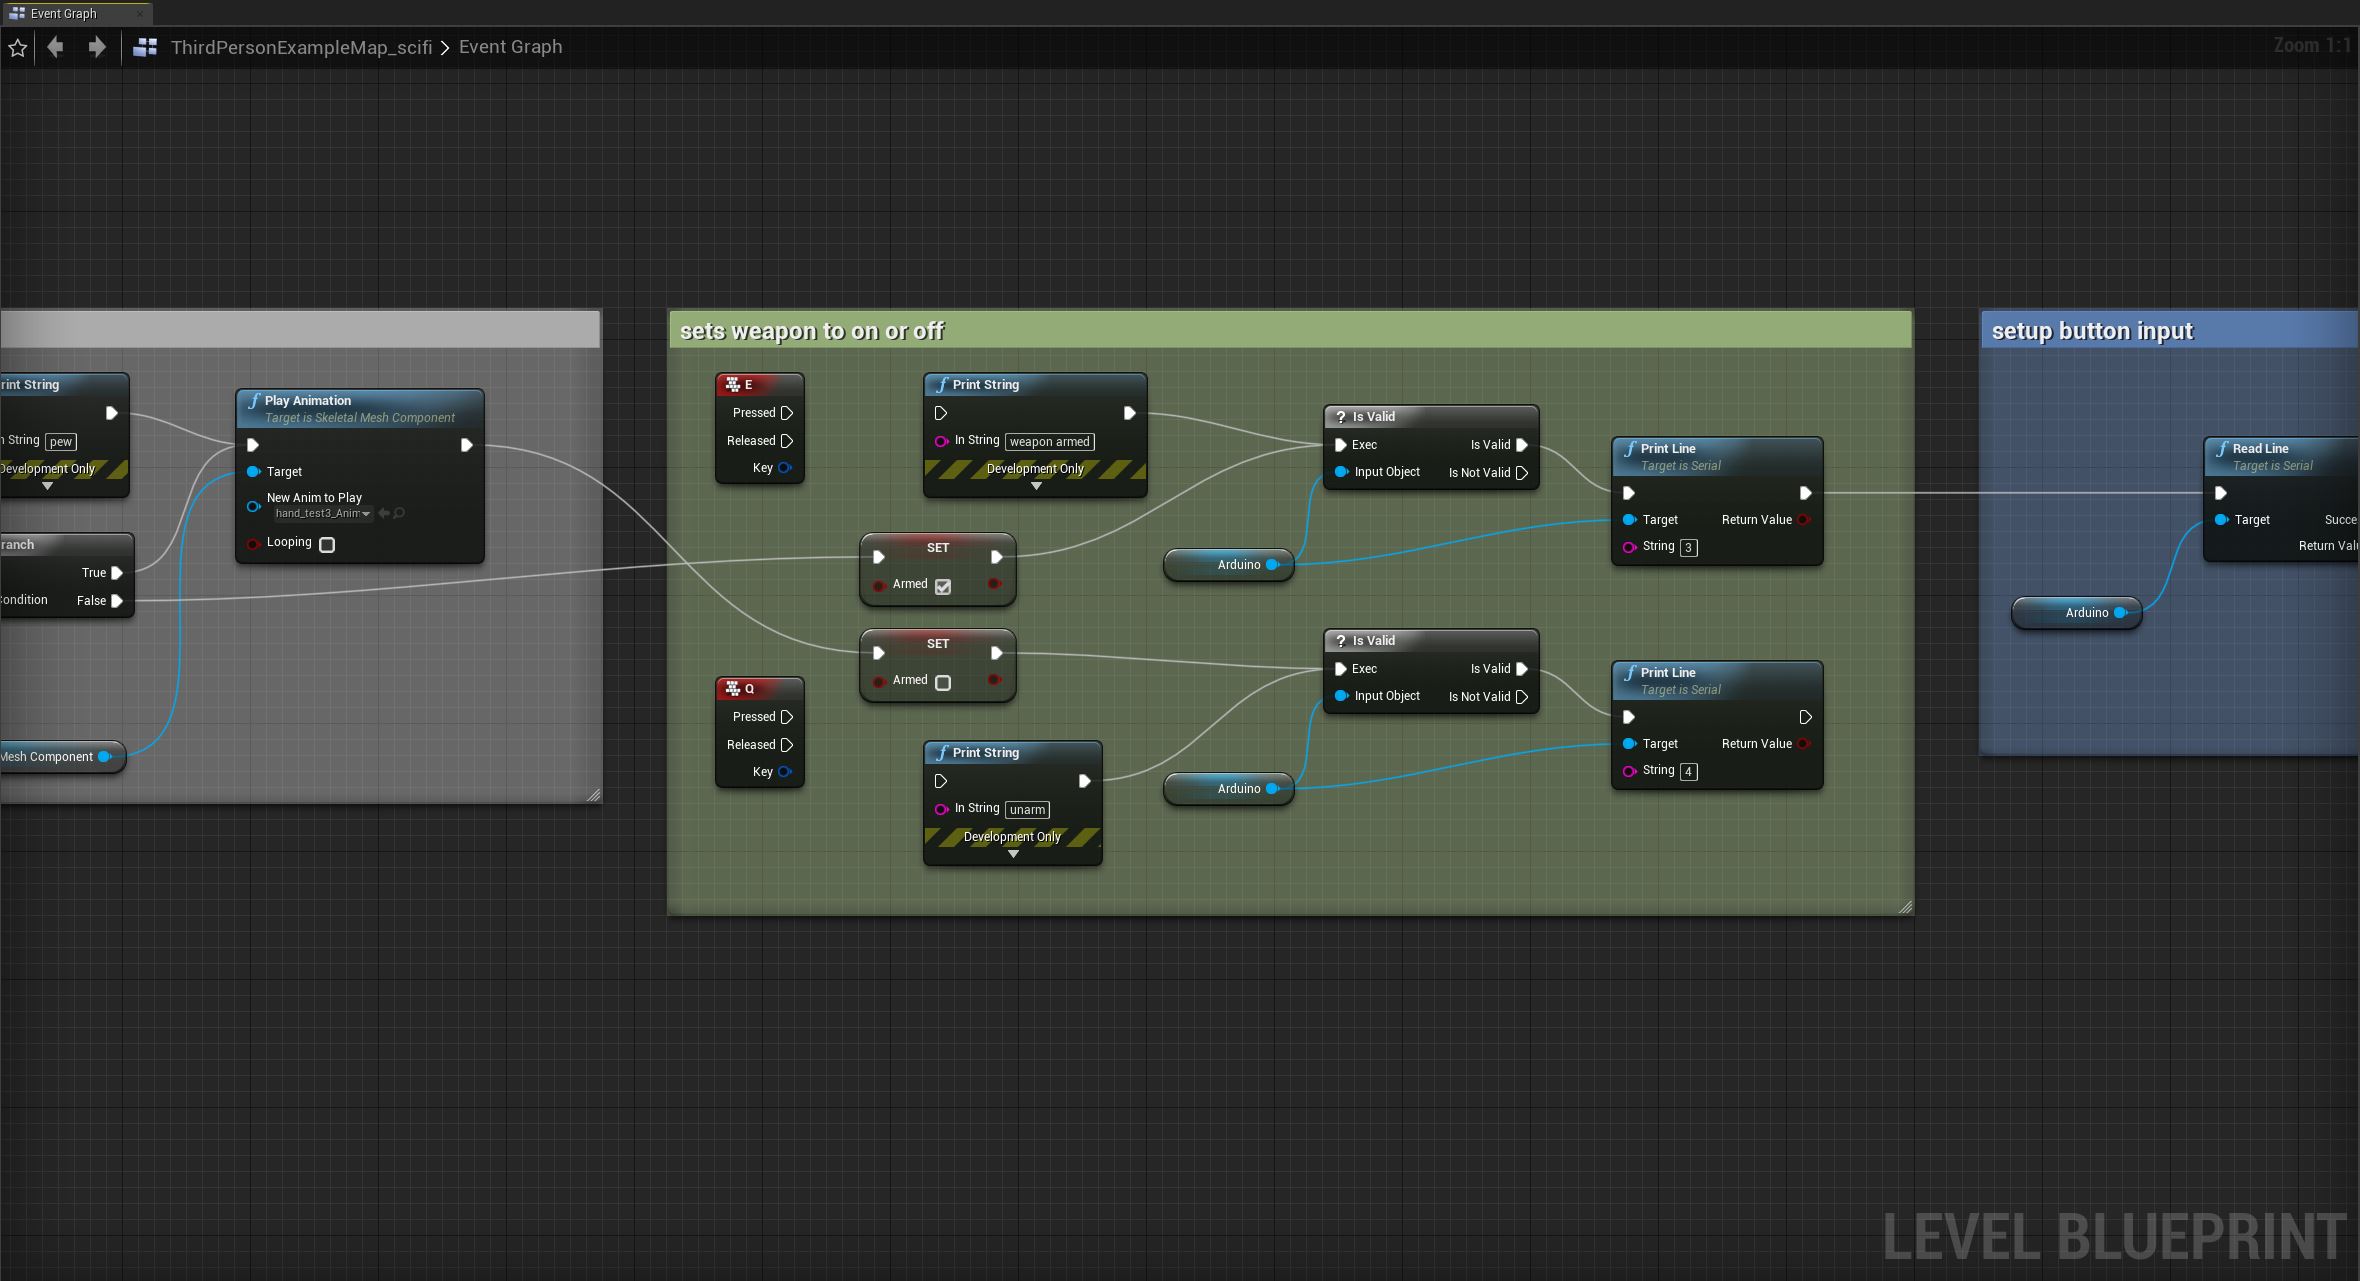 Event Graph
ThirdPersonExampleMap_scifi > Event Graph
Zoom 1:1
rint String
n String pew
Development Only
ranch
True
Condition False
Mesh Component
Play Animation
Target is Skeletal Mesh Component
Target
New Anim to Play
hand_test3_Anim
Looping
sets weapon to on or off
E
Pressed
Released
Key
Print String
In String weapon armed
Development Only
SET
Armed
SET
Armed
Q
Pressed
Released
Key
Print String
In String unarm
Development Only
? Is Valid
Exec Is Valid
Input Object Is Not Valid
Arduino
Print Line
Target is Serial
Target Return Value
String 3
? Is Valid
Exec Is Valid
Input Object Is Not Valid
Arduino
Print Line
Target is Serial
Target Return Value
String 4
setup button input
Read Line
Target is Serial
Target Succe
Return Valu
Arduino
LEVEL BLUEPRINT